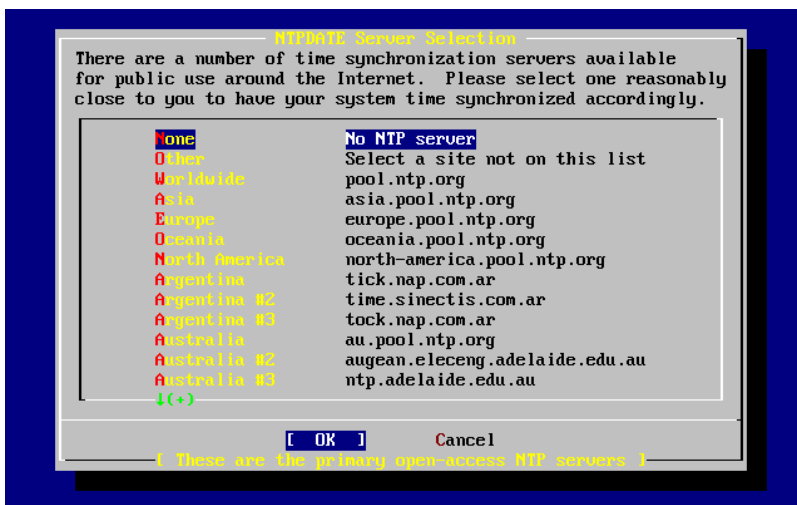 NTPDATE Server Selection
There are a number of time synchronization servers available
for public use around the Internet.  Please select one reasonably
close to you to have your system time synchronized accordingly.
None No NTP server
Other Select a site not on this list
Worldwide pool.ntp.org
Asia asia.pool.ntp.org
Europe europe.pool.ntp.org
Oceania oceania.pool.ntp.org
North America north-america.pool.ntp.org
Argentina tick.nap.com.ar
Argentina #2 time.sinectis.com.ar
Argentina #3 tock.nap.com.ar
Australia au.pool.ntp.org
Australia #2 augean.eleceng.adelaide.edu.au
Australia #3 ntp.adelaide.edu.au
↓(+)
[ OK ] Cancel
[ These are the primary open-access NTP servers ]